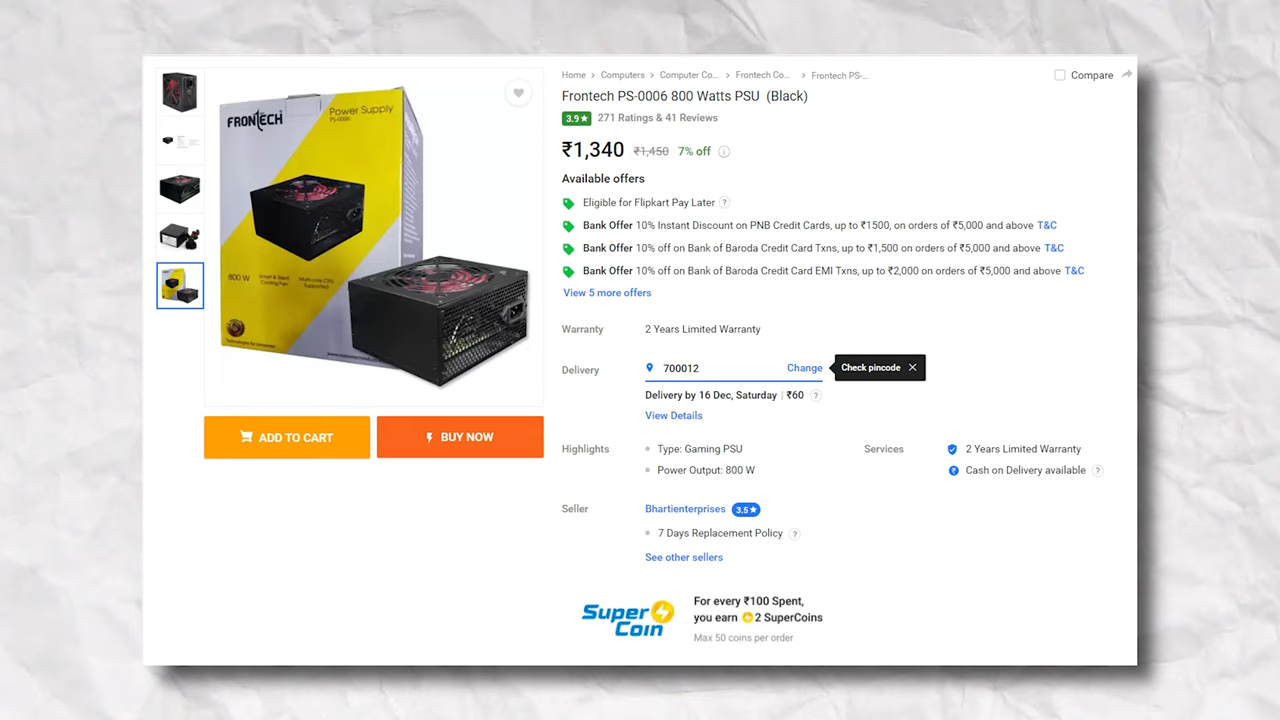 Home > Computers > Computer Co... > Frontech Co... > Frontech PS-...
Compare
Frontech PS-0006 800 Watts PSU (Black)
3.9★ 271 Ratings & 41 Reviews
₹1,340 ₹1,450 7% off
Available offers
Eligible for Flipkart Pay Later ?
Bank Offer 10% Instant Discount on PNB Credit Cards, up to ₹1500, on orders of ₹5,000 and above T&C
Bank Offer 10% off on Bank of Baroda Credit Card Txns, up to ₹1,500 on orders of ₹5,000 and above T&C
Bank Offer 10% off on Bank of Baroda Credit Card EMI Txns, up to ₹2,000 on orders of ₹5,000 and above T&C
View 5 more offers
Warranty 2 Years Limited Warranty
Delivery 700012 Change Check pincode ×
Delivery by 16 Dec, Saturday | ₹60 ?
View Details
Highlights
Type: Gaming PSU
Power Output: 800 W
Services
2 Years Limited Warranty
Cash on Delivery available ?
Seller Bhartienterprises 3.5★
7 Days Replacement Policy ?
See other sellers
Super Coin
For every ₹100 Spent,
you earn 2 SuperCoins
Max 50 coins per order
FRONTECH
Power Supply
PS-0006
800 W
Cooling Fan
Multi-core CPU
Supported
ADD TO CART
BUY NOW